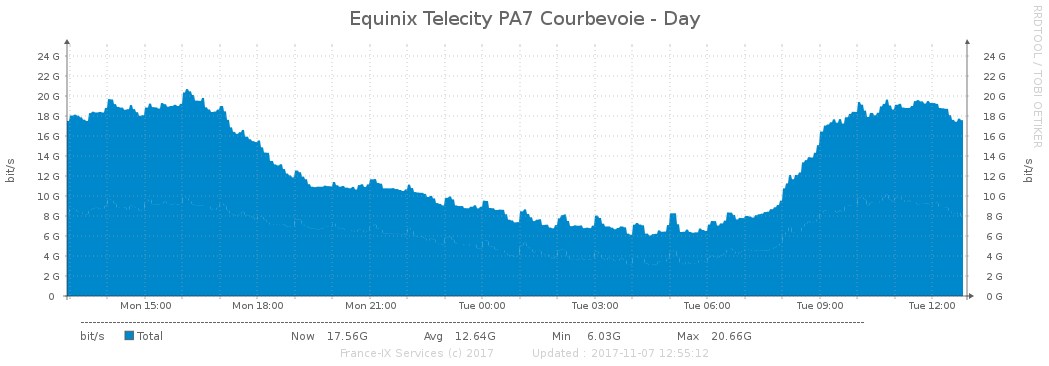 Equinix Telecity PA7 Courbevoie - Day
RRDTOOL / TOBI OETIKER
bit/s
24 G 24 G
22 G 22 G
20 G 20 G
18 G 18 G
16 G 16 G
14 G 14 G
12 G 12 G
10 G 10 G
8 G 8 G
6 G 6 G
4 G 4 G
2 G 2 G
0 0 G
bit/s
Mon 15:00 Mon 18:00 Mon 21:00 Tue 00:00 Tue 03:00 Tue 06:00 Tue 09:00 Tue 12:00
bit/s Total Now 17.56G Avg 12.64G Min 6.03G Max 20.66G
France-IX Services (c) 2017 Updated : 2017-11-07 12:55:12